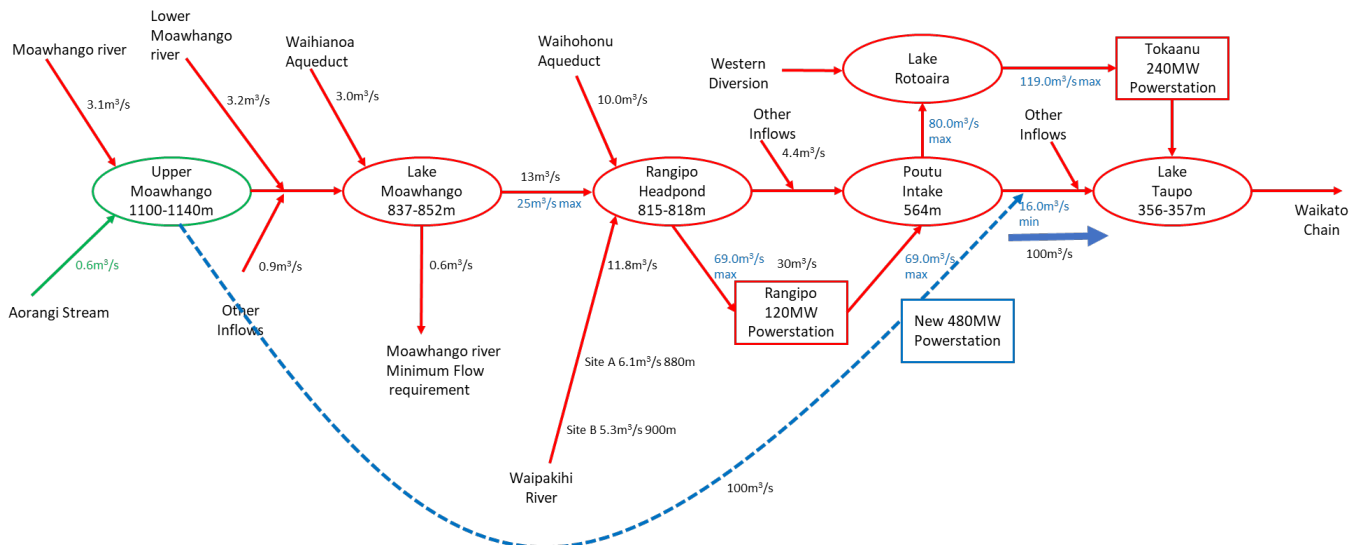 Moawhango river
3.1m³/s
Lower
Moawhango
river
3.2m³/s
Waihianoa
Aqueduct
3.0m³/s
Waihohonu
Aqueduct
10.0m³/s
Western
Diversion
Lake
Rotoaira
119.0m³/s max
Tokaanu
240MW
Powerstation
Other
Inflows
4.4m³/s
80.0m³/s
max
Other
Inflows
Upper
Moawhango
1100-1140m
Lake
Moawhango
837-852m
13m³/s
25m³/s max
Rangipo
Headpond
815-818m
Poutu
Intake
564m
16.0m³/s
min
100m³/s
Lake
Taupo
356-357m
Waikato
Chain
0.6m³/s
Aorangi Stream
0.9m³/s
Other
Inflows
0.6m³/s
Moawhango river
Minimum Flow
requirement
11.8m³/s
69.0m³/s
max
30m³/s
Rangipo
120MW
Powerstation
69.0m³/s
max
New 480MW
Powerstation
Site A 6.1m³/s 880m
Site B 5.3m³/s 900m
Waipakihi
River
100m³/s